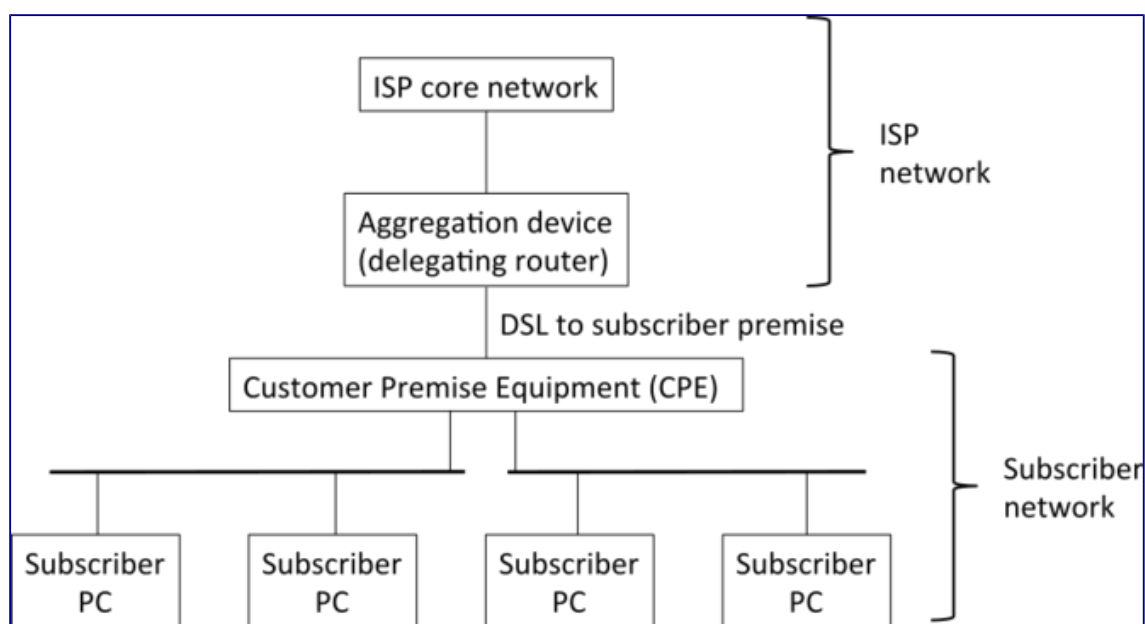 ISP core network
ISP
network
Aggregation device
(delegating router)
DSL to subscriber premise
Customer Premise Equipment (CPE)
Subscriber
network
Subscriber
PC
Subscriber
PC
Subscriber
PC
Subscriber
PC